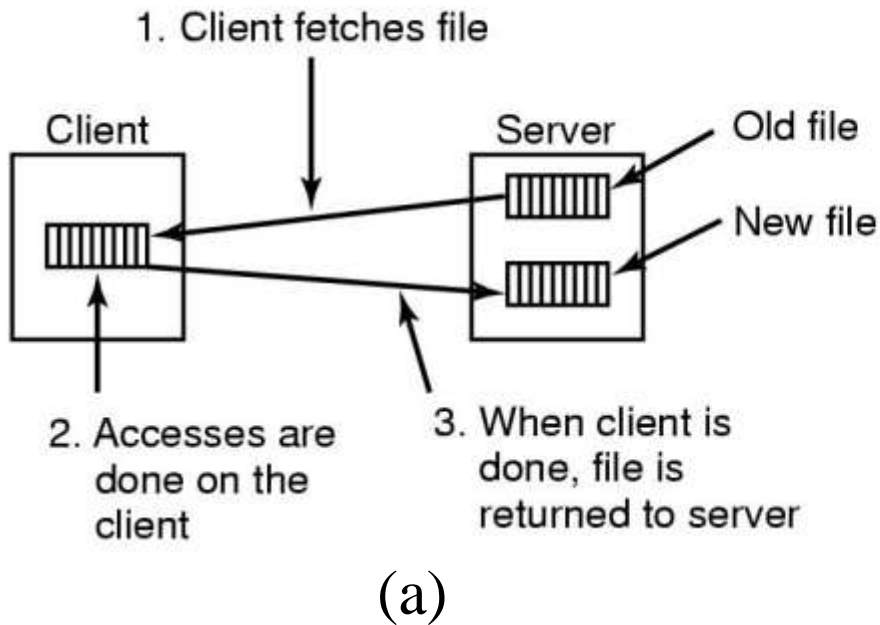 1. Client fetches file
Client
Server
Old file
New file
2. Accesses are
done on the
client
3. When client is
done, file is
returned to server
(a)